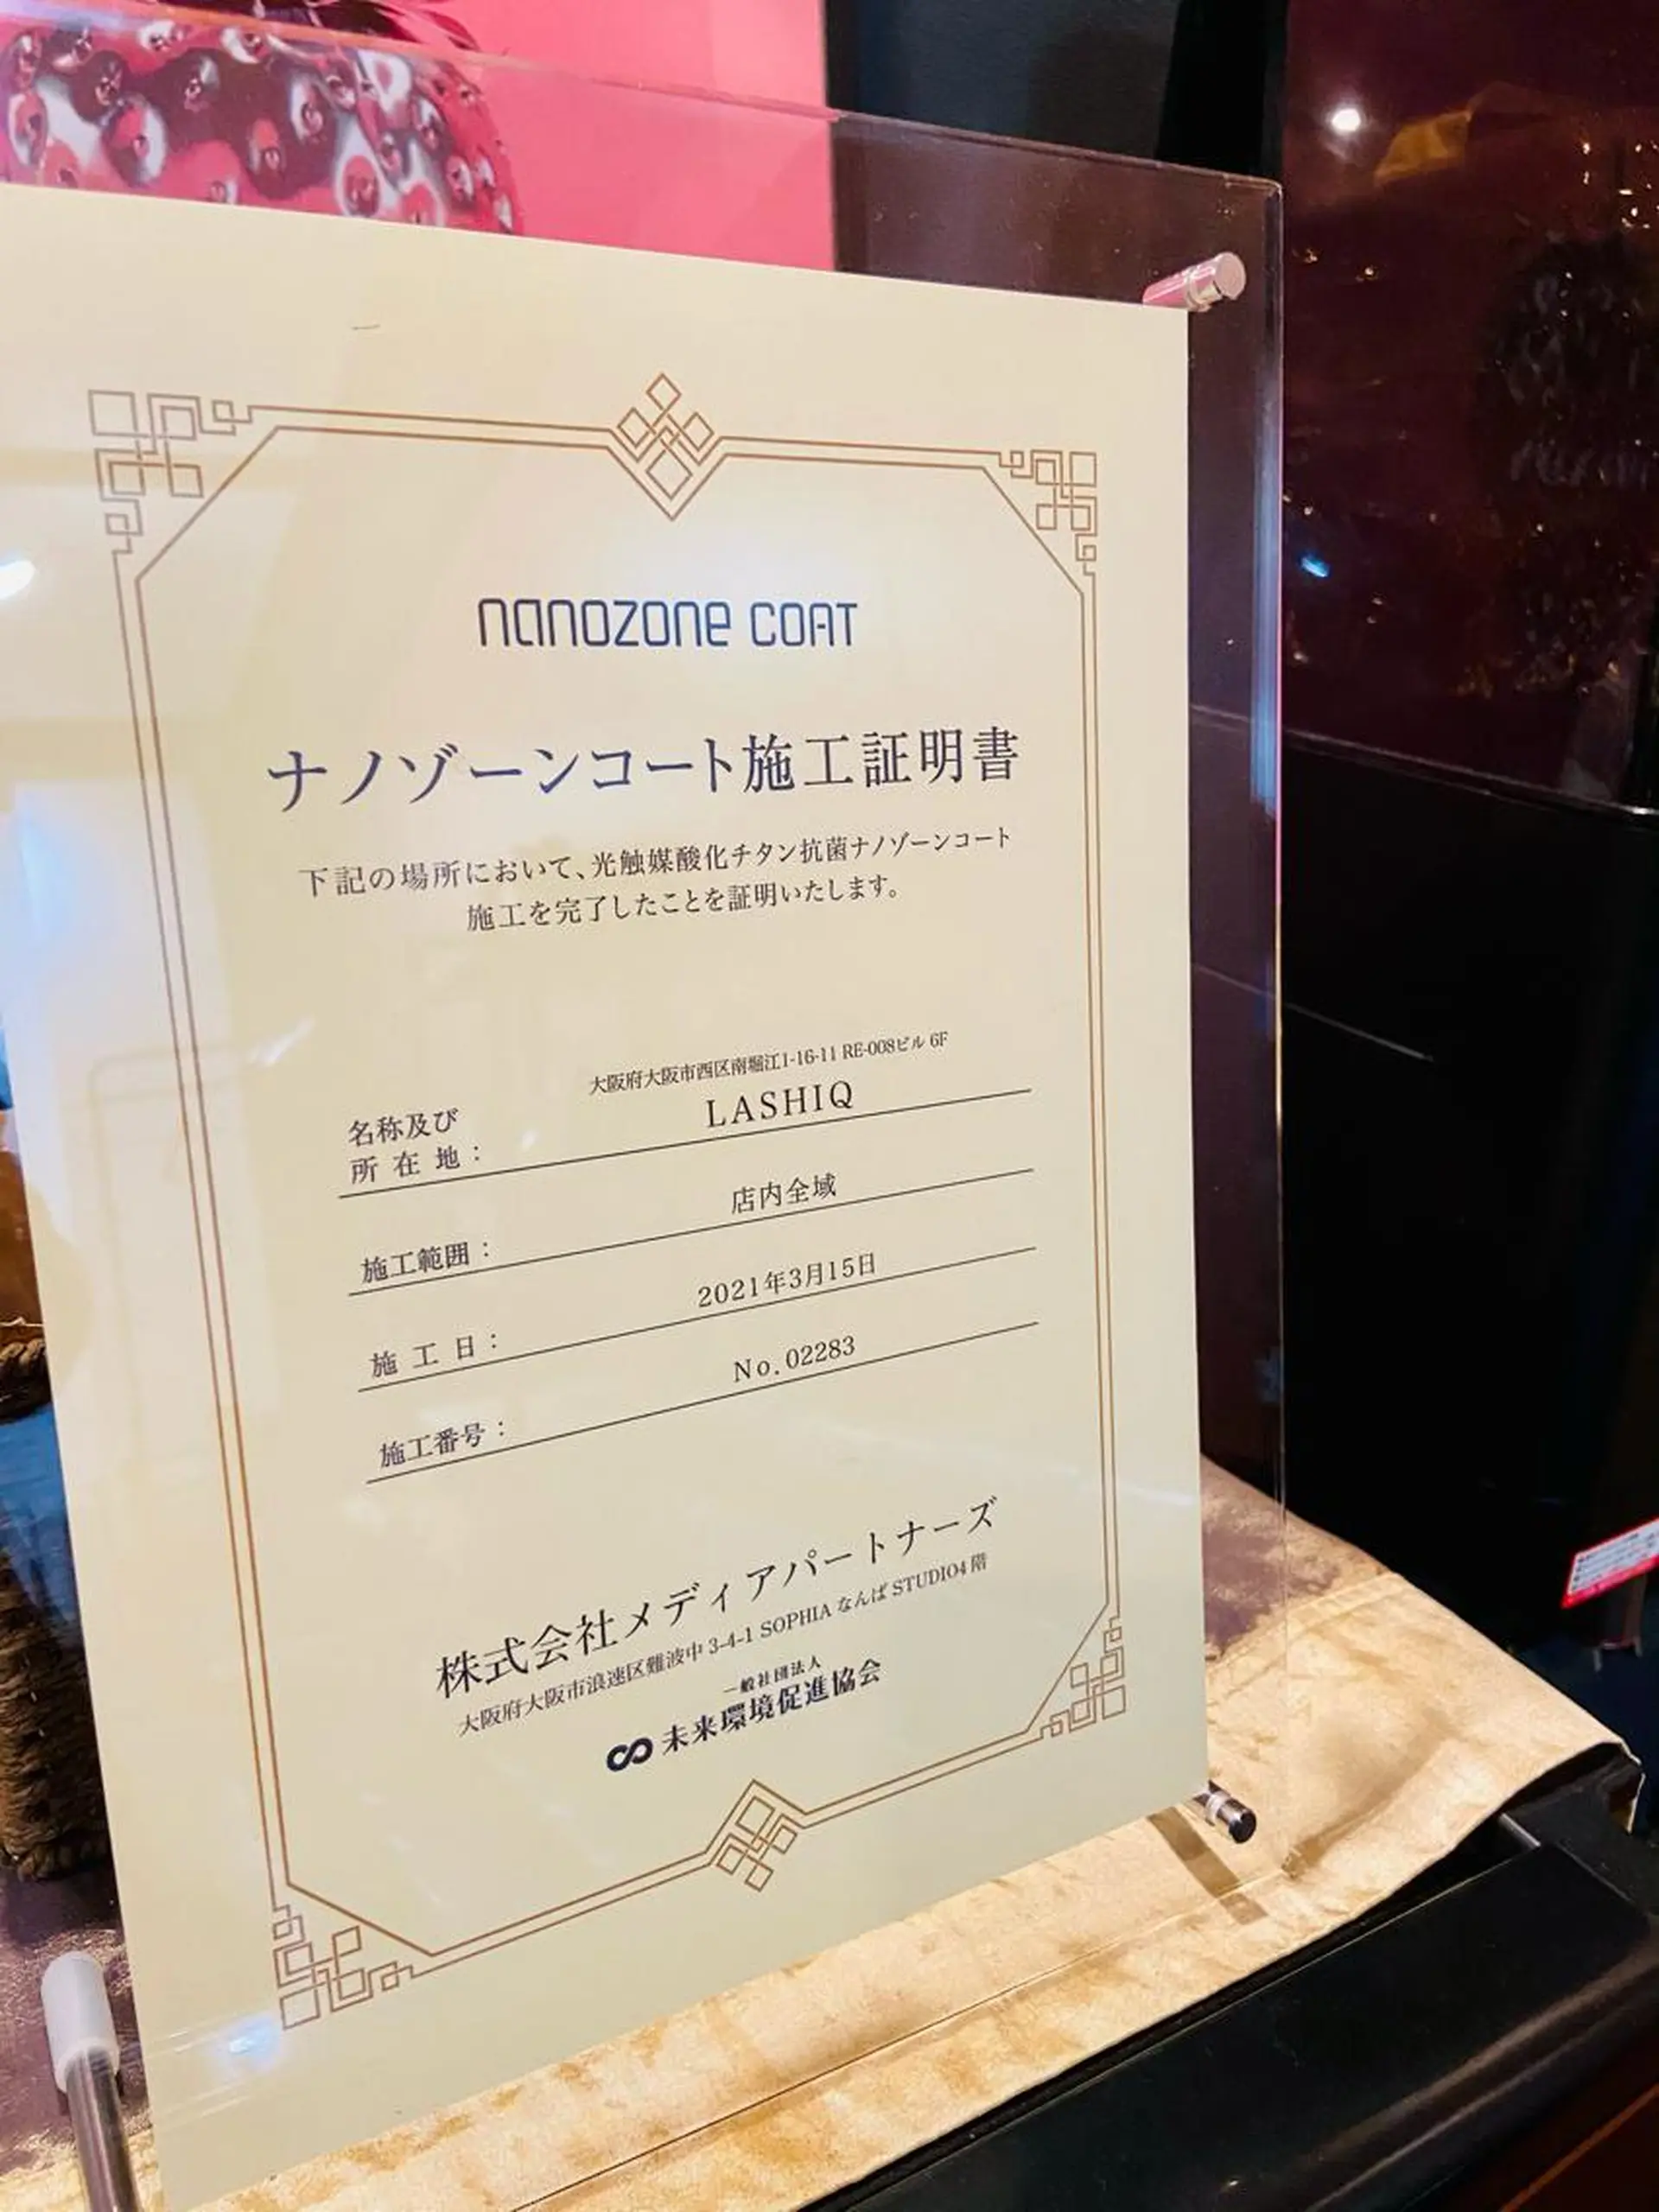 nanozone COAT
ナノゾーンコート施工証明書
下記の場所において、光触媒酸化チタン抗菌ナノゾーンコート
施工を完了したことを証明いたします。
大阪府大阪市西区南堀江1-16-11 RE-008ビル 6F
名称及び
所在地： LASHIQ
施工範囲： 店内全域
施工日： 2021年3月15日
施工番号： No. 02283
株式会社メディアパートナーズ
大阪府大阪市浪速区難波中 3-4-1 SOPHIA なんば STUDIO4 階
一般社団法人
未来環境促進協会